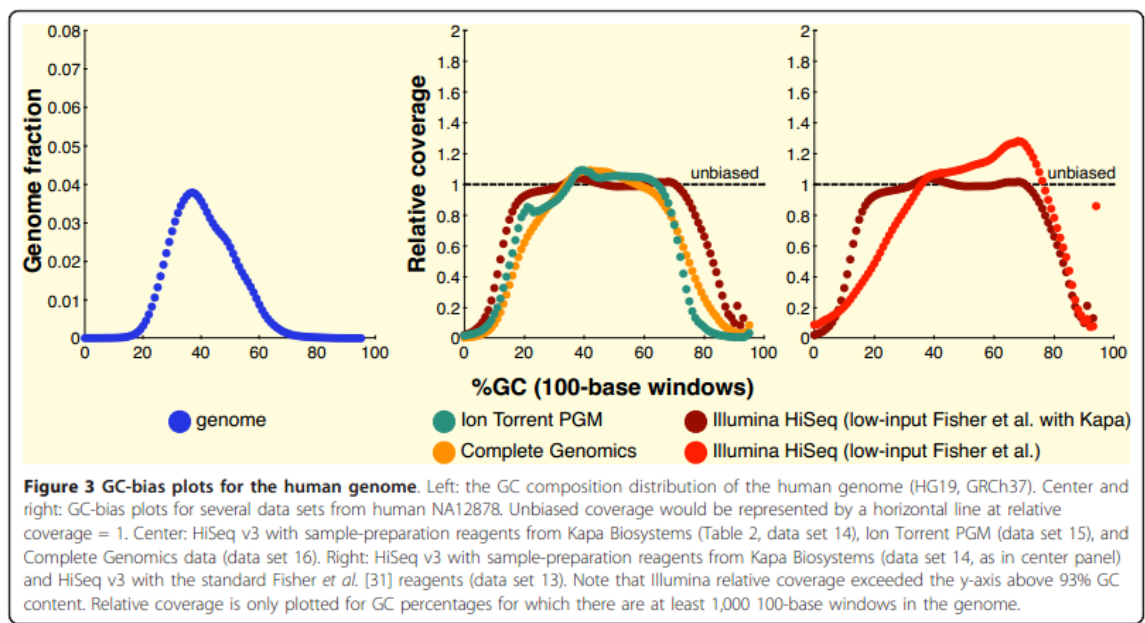 Genome fraction
0.08
0.07
0.06
0.05
0.04
0.03
0.02
0.01
0
0 20 40 60 80 100
Relative coverage
2
1.8
1.6
1.4
1.2
1
0.8
0.6
0.4
0.2
0
unbiased
0 20 40 60 80 100
2
1.8
1.6
1.4
1.2
1
0.8
0.6
0.4
0.2
0
unbiased
0 20 40 60 80 100
%GC (100-base windows)
genome
Ion Torrent PGM
Complete Genomics
Illumina HiSeq (low-input Fisher et al. with Kapa)
Illumina HiSeq (low-input Fisher et al.)
Figure 3 GC-bias plots for the human genome. Left: the GC composition distribution of the human genome (HG19, GRCh37). Center and
right: GC-bias plots for several data sets from human NA12878. Unbiased coverage would be represented by a horizontal line at relative
coverage = 1. Center: HiSeq v3 with sample-preparation reagents from Kapa Biosystems (Table 2, data set 14), Ion Torrent PGM (data set 15), and
Complete Genomics data (data set 16). Right: HiSeq v3 with sample-preparation reagents from Kapa Biosystems (data set 14, as in center panel)
and HiSeq v3 with the standard Fisher et al. [31] reagents (data set 13). Note that Illumina relative coverage exceeded the y-axis above 93% GC
content. Relative coverage is only plotted for GC percentages for which there are at least 1,000 100-base windows in the genome.